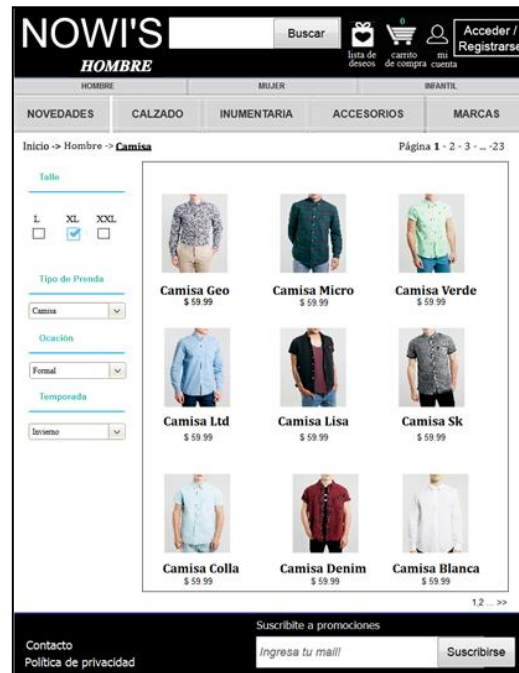 NOWI'S
HOMBRE
Buscar
0
lista de deseos
carrito de compra
mi cuenta
Acceder / Registrarse
HOMBRE MUJER INFANTIL
NOVEDADES CALZADO INUMENTARIA ACCESORIOS MARCAS
Inicio -> Hombre -> Camisa
Página 1 - 2 - 3 - ... -23
Talle
L XL XXL
Tipo de Prenda
Camisa
Ocación
Formal
Temporada
Invierno
Camisa Geo Camisa Micro Camisa Verde
$ 59.99 $ 59.99 $ 59.99
Camisa Ltd Camisa Lisa Camisa Sk
$ 59.99 $ 59.99 $ 59.99
Camisa Colla Camisa Denim Camisa Blanca
$ 59.99 $ 59.99 $ 59.99
1,2 ... >>
Suscribite a promociones
Contacto
Política de privacidad
Ingresa tu mail!
Suscribirse